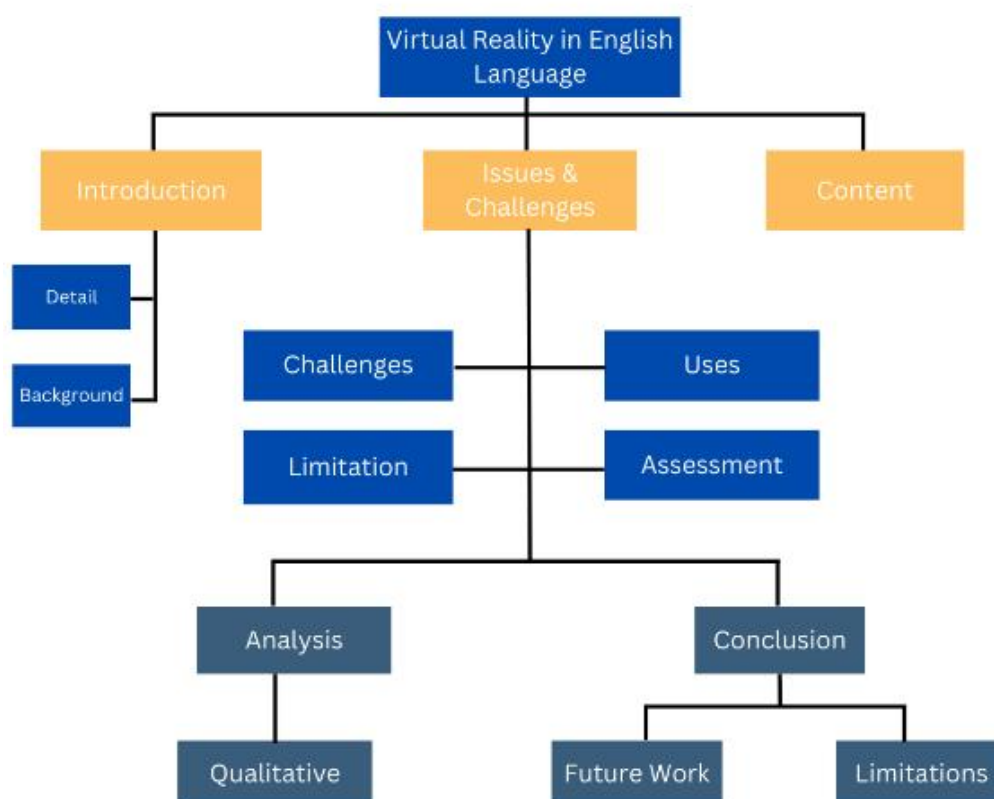 Virtual Reality in English
Language
Introduction
Issues &
Challenges
Content
Detail
Background
Challenges
Uses
Limitation
Assessment
Analysis
Conclusion
Qualitative
Future Work
Limitations